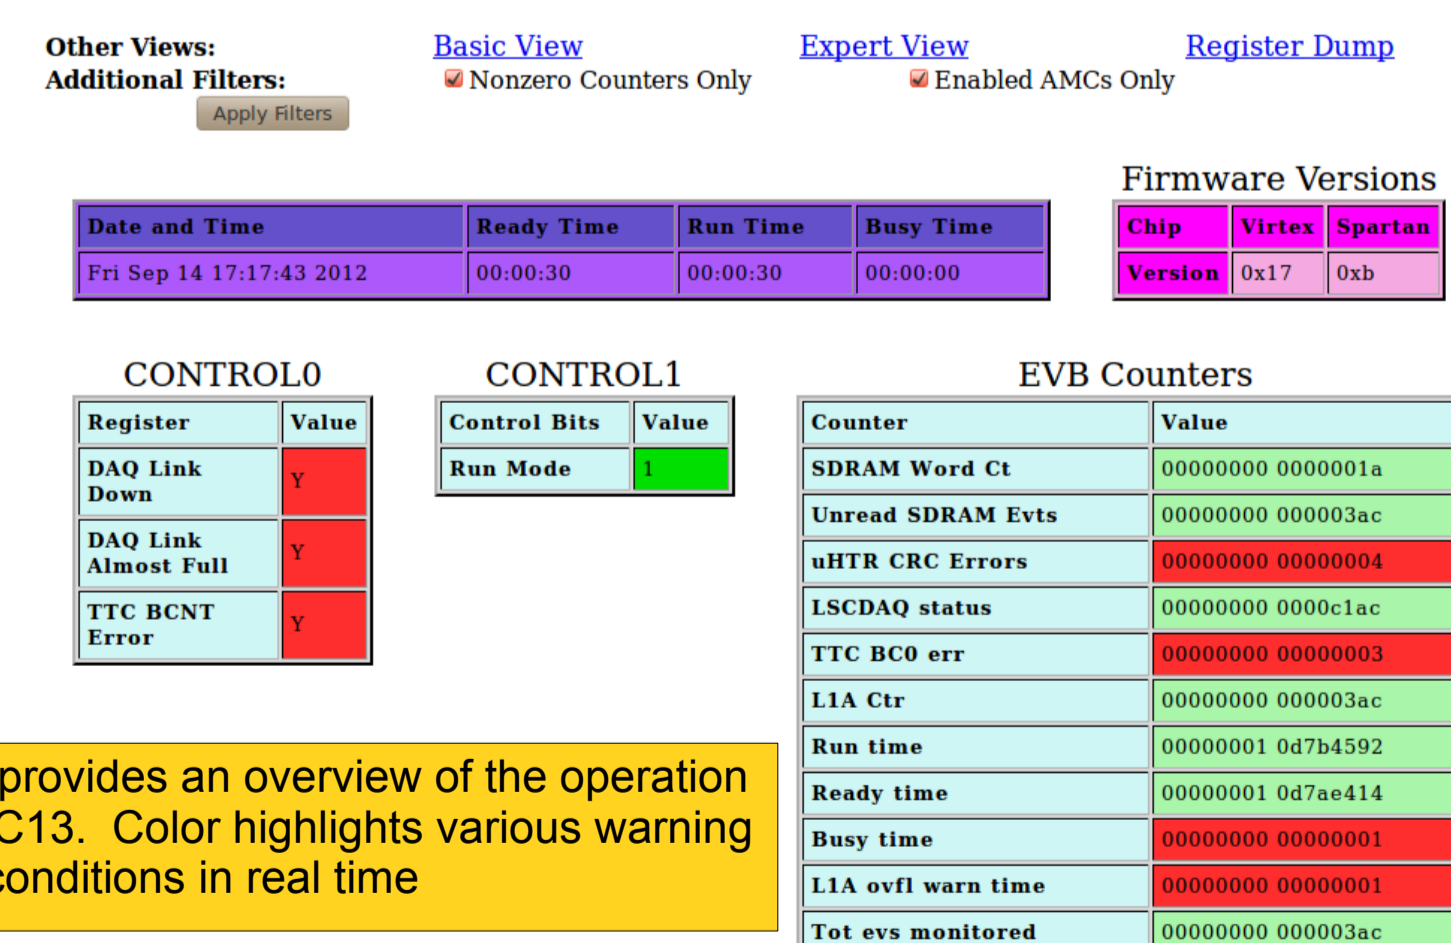 Other Views: Basic View Expert View Register Dump
Additional Filters: Nonzero Counters Only Enabled AMCs Only
Apply Filters
Firmware Versions
Date and Time Ready Time Run Time Busy Time
Fri Sep 14 17:17:43 2012 00:00:30 00:00:30 00:00:00
Chip Virtex Spartan
Version 0x17 0xb
CONTROL0
Register Value
DAQ Link
Down Y
DAQ Link
Almost Full Y
TTC BCNT
Error Y
CONTROL1
Control Bits Value
Run Mode 1
EVB Counters
Counter Value
SDRAM Word Ct 00000000 0000001a
Unread SDRAM Evts 00000000 000003ac
uHTR CRC Errors 00000000 00000004
LSCDAQ status 00000000 0000c1ac
TTC BC0 err 00000000 00000003
L1A Ctr 00000000 000003ac
Run time 00000001 0d7b4592
Ready time 00000001 0d7ae414
Busy time 00000000 00000001
L1A ovfl warn time 00000000 00000001
Tot evs monitored 00000000 000003ac
provides an overview of the operation
C13. Color highlights various warning
conditions in real time